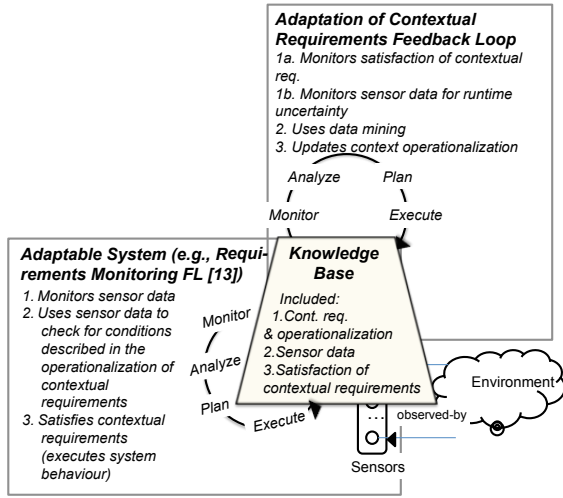 Adaptation of Contextual
Requirements Feedback Loop
1a. Monitors satisfaction of contextual
req.
1b. Monitors sensor data for runtime
uncertainty
2. Uses data mining
3. Updates context operationalization
Analyze
Plan
Monitor
Execute
Adaptable System (e.g., Requi-
rements Monitoring FL [13])
1. Monitors sensor data
2. Uses sensor data to
check for conditions
described in the
operationalization of
contextual
requirements
3. Satisfies contextual
requirements
(executes system
behaviour)
Monitor
Analyze
Plan
Execute
Knowledge
Base
Included:
1.Cont. req.
& operationalization
2.Sensor data
3.Satisfaction of
contextual requirements
Environment
observed-by
...
Sensors